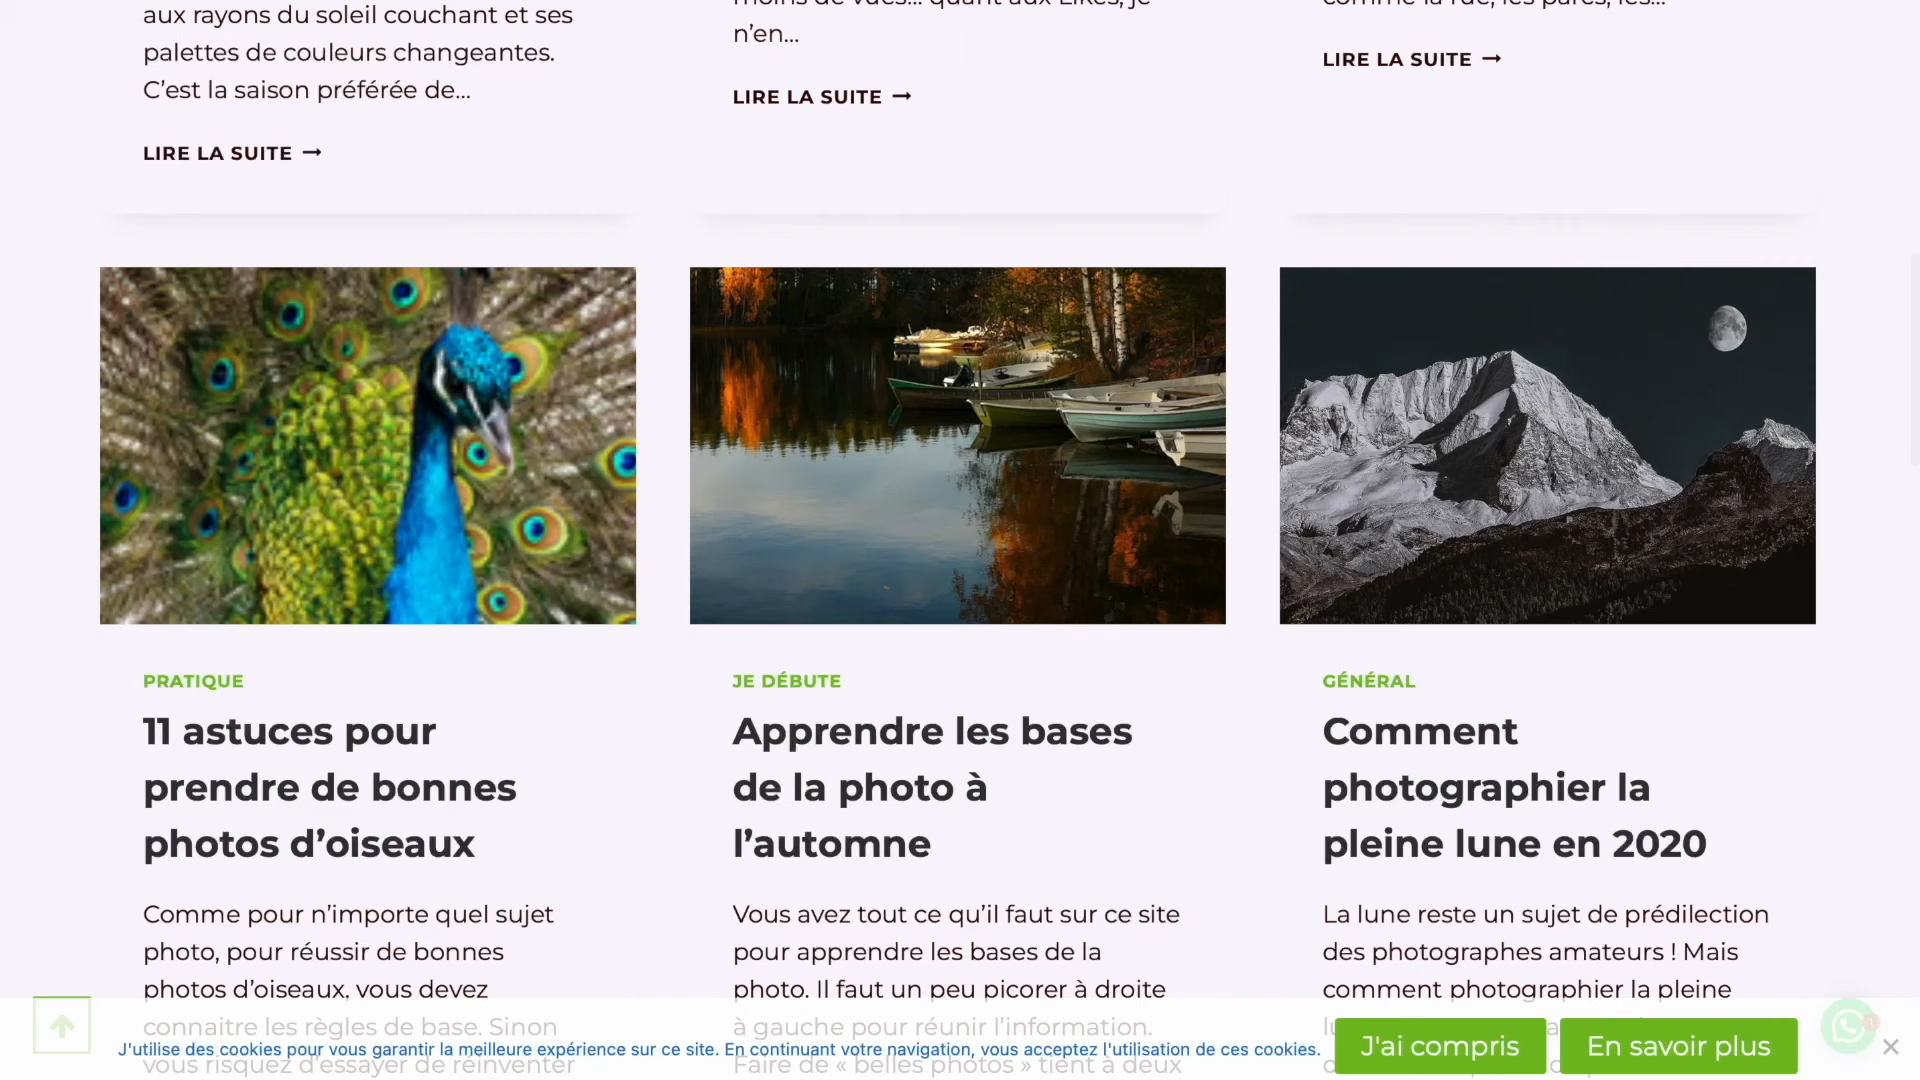 aux rayons du soleil couchant et ses
palettes de couleurs changeantes.
C’est la saison préférée de...
LIRE LA SUITE
moins de vues... quant aux Likes, je
n’en...
LIRE LA SUITE
comme la rue, les parcs, les...
LIRE LA SUITE
PRATIQUE
11 astuces pour
prendre de bonnes
photos d’oiseaux
Comme pour n’importe quel sujet
photo, pour réussir de bonnes
photos d’oiseaux, vous devez
connaitre les règles de base. Sinon
vous risquez d’essayer de réinventer
JE DÉBUTE
Apprendre les bases
de la photo à
l’automne
Vous avez tout ce qu’il faut sur ce site
pour apprendre les bases de la
photo. Il faut un peu picorer à droite
à gauche pour réunir l’information.
Faire de « belles photos » tient à deux
GÉNÉRAL
Comment
photographier la
pleine lune en 2020
La lune reste un sujet de prédilection
des photographes amateurs ! Mais
comment photographier la pleine
J'utilise des cookies pour vous garantir la meilleure expérience sur ce site. En continuant votre navigation, vous acceptez l'utilisation de ces cookies.
J'ai compris
En savoir plus
1